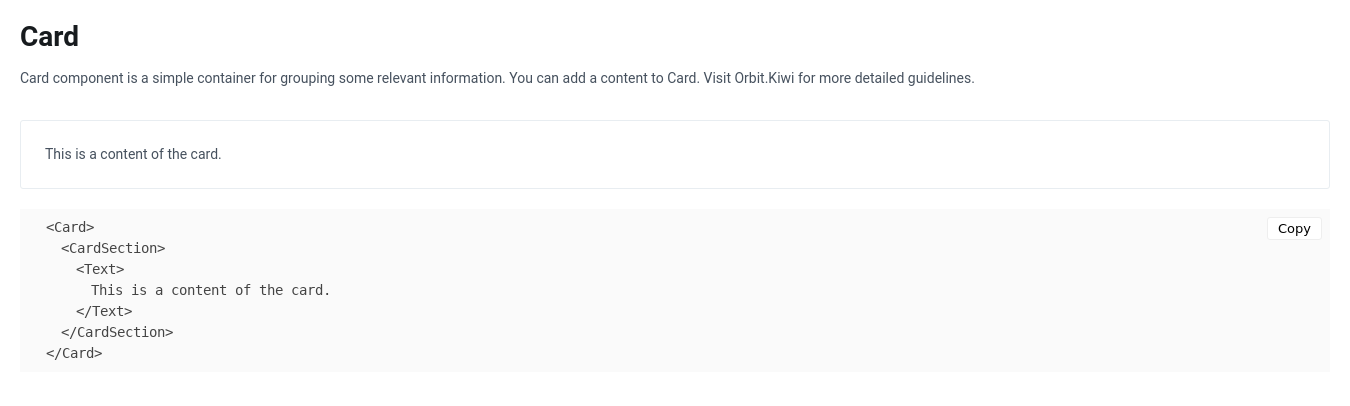 Card
Card component is a simple container for grouping some relevant information. You can add a content to Card. Visit Orbit.Kiwi for more detailed guidelines.
This is a content of the card.
Copy
<Card>
  <CardSection>
    <Text>
      This is a content of the card.
    </Text>
  </CardSection>
</Card>